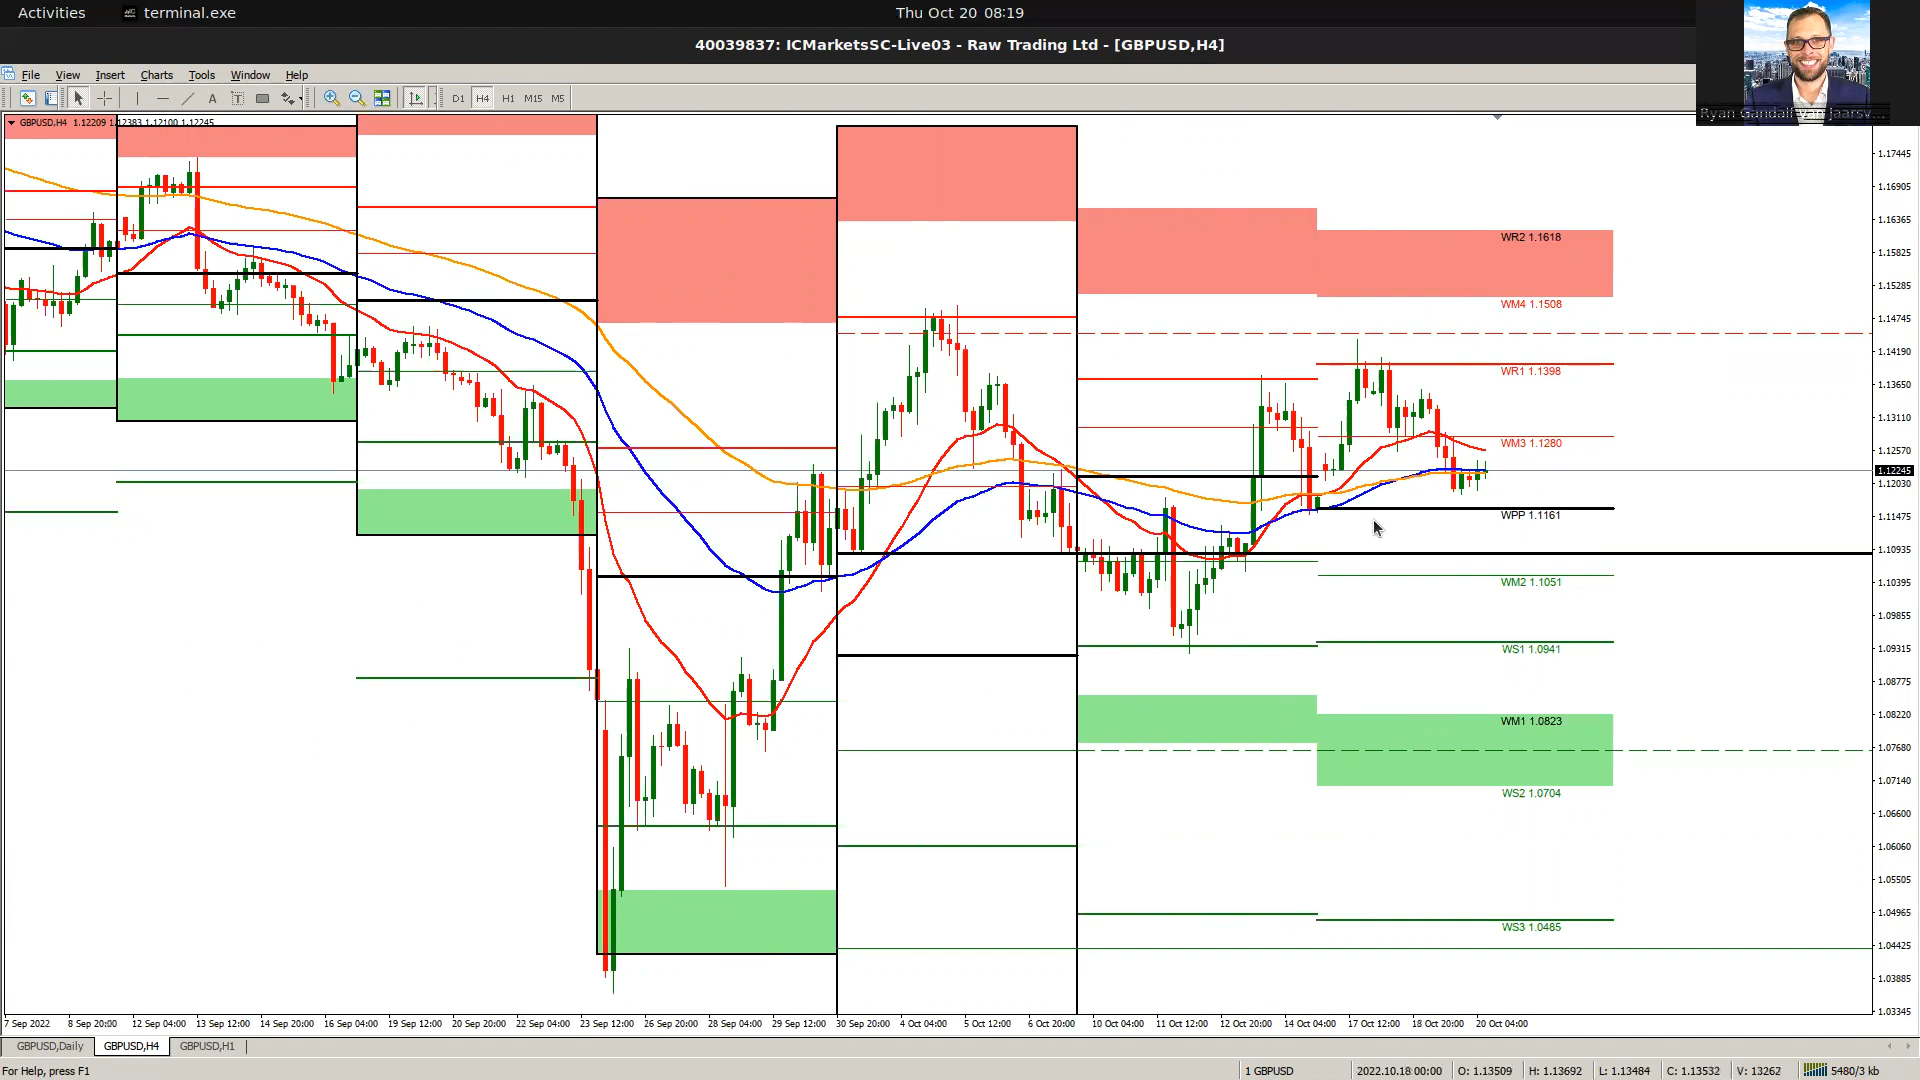 Activities
terminal.exe
Thu Oct 20 08:19
40039837: ICMarketsSC-Live03 - Raw Trading Ltd - [GBPUSD,H4]
File View Insert Charts Tools Window Help
A T D1 H4 H1 M15 M5
Ryan Gandalf van Jaarsv...
GBPUSD,H4 1.12209 1.12383 1.12100 1.12245
1.17445
1.16905
1.16365
WR2 1.1618
1.15825
1.15285
WM4 1.1508
1.14745
1.14190
WR1 1.1398
1.13650
1.13110
WM3 1.1280
1.12570
1.12245
1.12030
WPP 1.1161
1.11475
1.10935
WM2 1.1051
1.10395
1.09855
WS1 1.0941
1.09315
1.08775
WM1 1.0823
1.08220
1.07680
WS2 1.0704
1.07140
1.06600
1.06060
1.05505
WS3 1.0485
1.04965
1.04425
1.03885
1.03345
7 Sep 2022 8 Sep 20:00 12 Sep 04:00 13 Sep 12:00 14 Sep 20:00 16 Sep 04:00 19 Sep 12:00 20 Sep 20:00 22 Sep 04:00 23 Sep 12:00 26 Sep 20:00 28 Sep 04:00 29 Sep 12:00 30 Sep 20:00 4 Oct 04:00 5 Oct 12:00 6 Oct 20:00 10 Oct 04:00 11 Oct 12:00 12 Oct 20:00 14 Oct 04:00 17 Oct 12:00 18 Oct 20:00 20 Oct 04:00
GBPUSD,Daily GBPUSD,H4 GBPUSD,H1
For Help, press F1
1 GBPUSD
2022.10.18 00:00 O: 1.13509 H: 1.13692 L: 1.13484 C: 1.13532 V: 13262 5480/3 kb